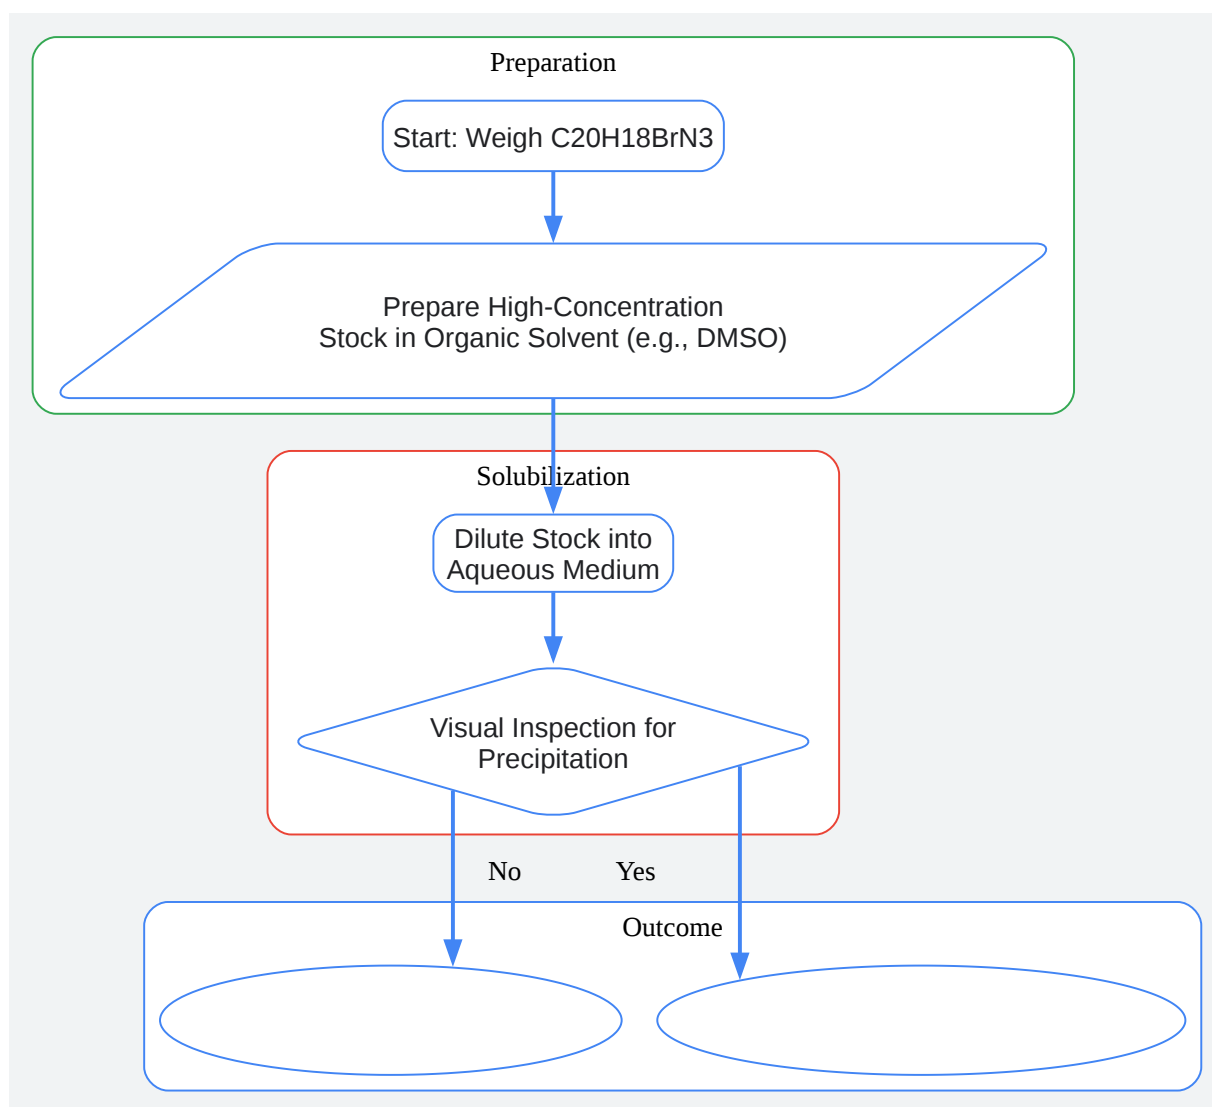 Preparation
Start: Weigh C20H18BrN3
Prepare High-Concentration
Stock in Organic Solvent (e.g., DMSO)
Solubilization
Dilute Stock into
Aqueous Medium
Visual Inspection for
Precipitation
No
Yes
Outcome